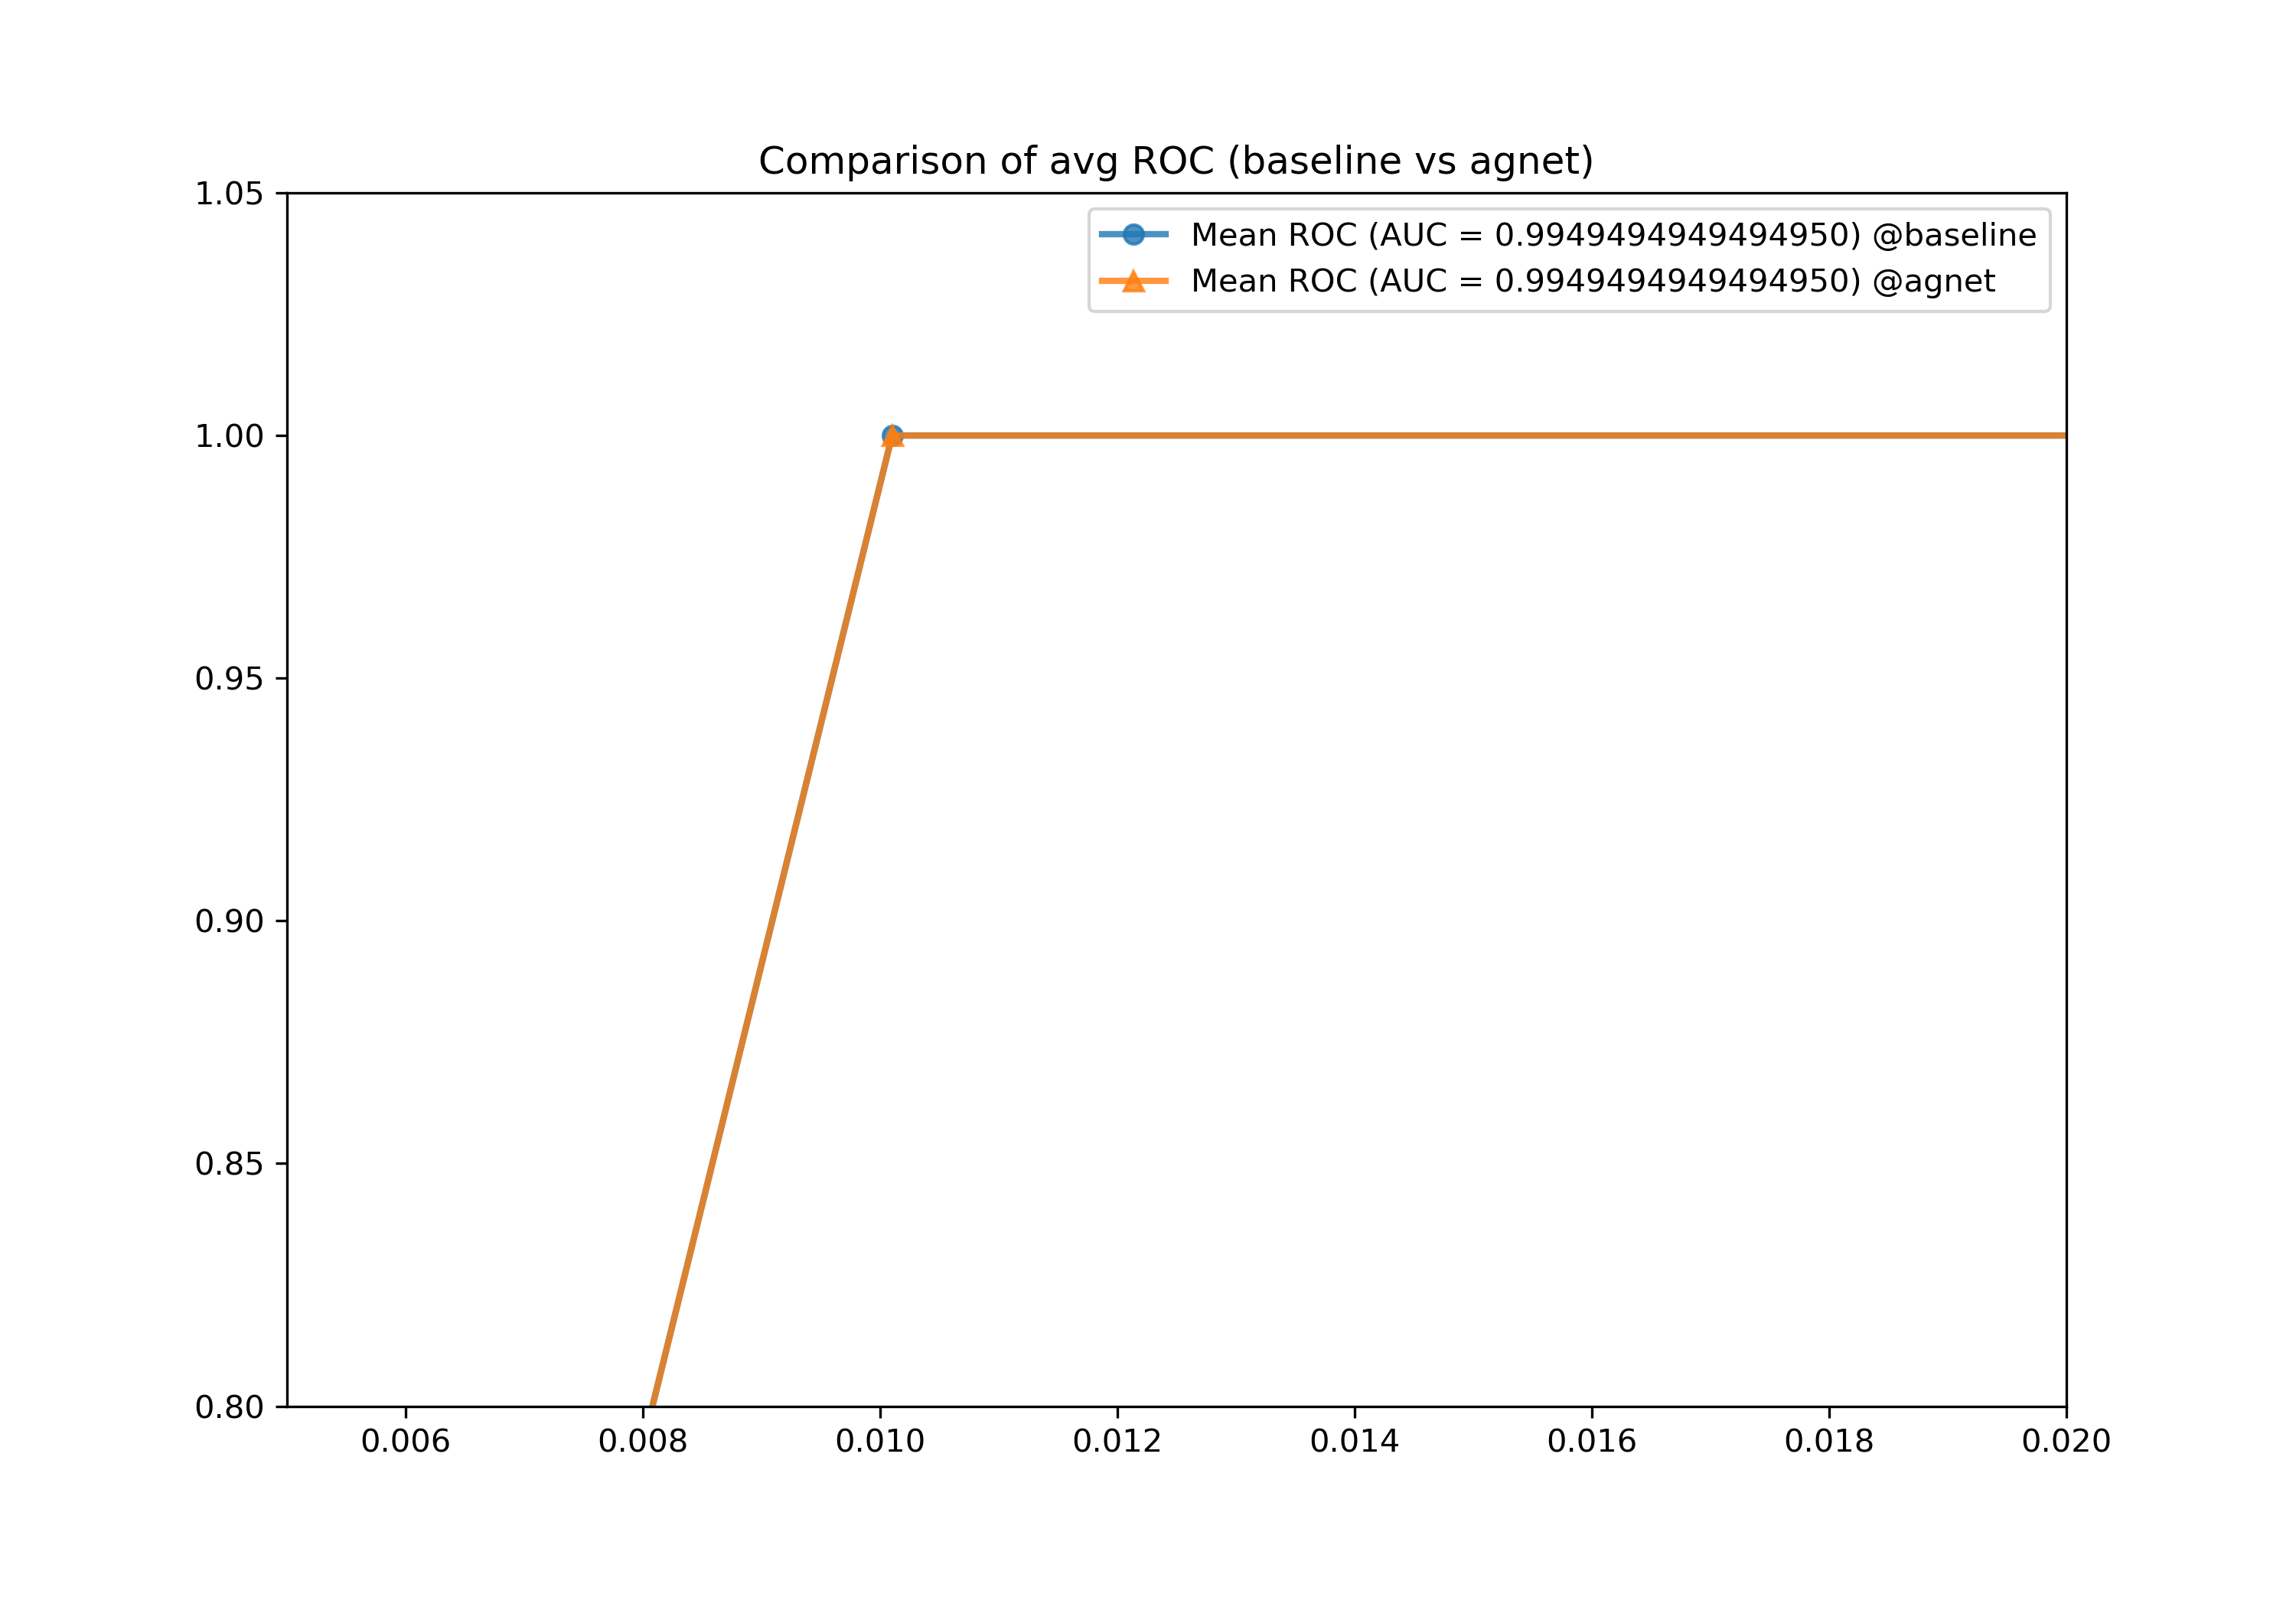 Comparison of avg ROC (baseline vs agnet)
1.05
Mean ROC (AUC = 0.9949494949494950) @baseline
Mean ROC (AUC = 0.9949494949494950) @agnet
1.00
0.95
0.90
0.85
0.80
0.006 0.008 0.010 0.012 0.014 0.016 0.018 0.020